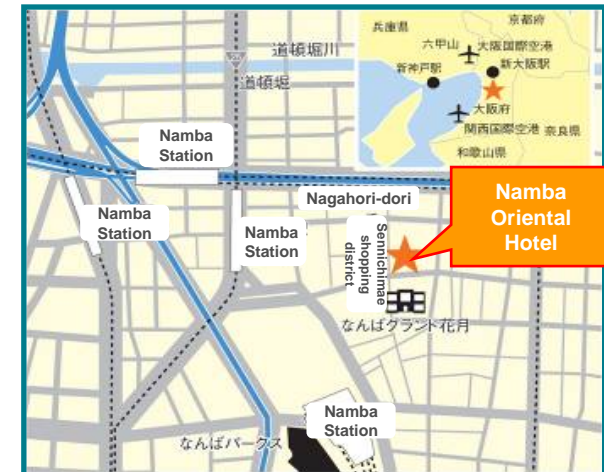 兵庫県
京都府
六甲山
大阪国際空港
新神戸駅
新大阪駅
大阪府
関西国際空港
奈良県
和歌山県
道頓堀川
道頓堀
Namba
Station
Nagahori-dori
Namba
Oriental
Hotel
Namba
Station
Namba
Station
Sennichimae
shopping
district
なんばグランド花月
Namba
Station
なんばパークス